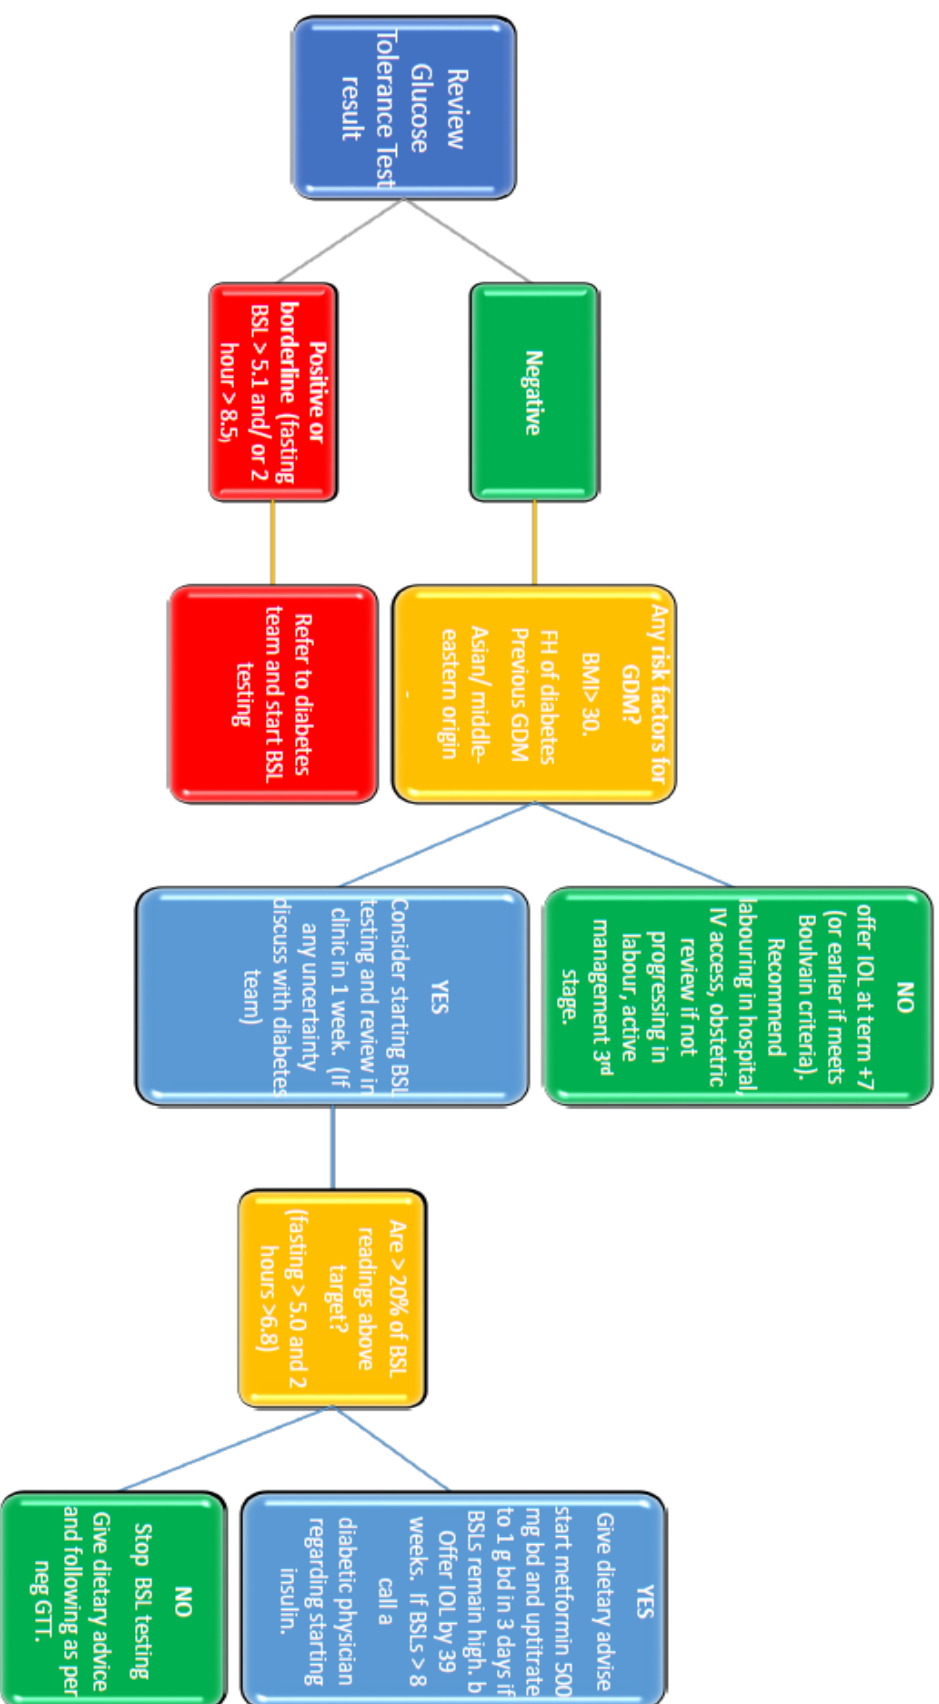 Review
Glucose
Tolerance Test
result
Negative
Positive or
borderline (fasting
BSL > 5.1 and/ or 2
hour > 8.5)
Any risk factors for
GDM?
BMI> 30.
FH of diabetes
Previous GDM
Asian/ middle-
eastern origin
-
Refer to diabetes
team and start BSL
testing
NO
offer IOL at term +7
(or earlier if meets
Boulvain criteria).
Recommend
labouring in hospital,
IV access, obstetric
review if not
progressing in
labour, active
management 3rd
stage.
YES
Consider starting BSL
testing and review in
clinic in 1 week. (If
any uncertainty
discuss with diabetes
team)
Are > 20% of BSL
readings above
target?
(fasting > 5.0 and 2
hours >6.8)
YES
Give dietary advise
start metformin 500
mg bd and uptitrate
to 1 g bd in 3 days if
BSLs remain high. b
Offer IOL by 39
weeks. If BSLs > 8
call a
diabetic physician
regarding starting
insulin.
NO
Stop BSL testing
Give dietary advice
and following as per
neg GTT.